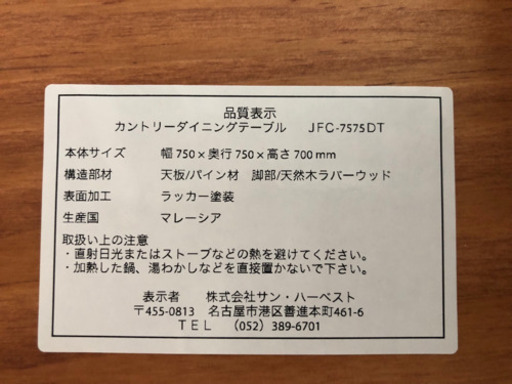 品質表示
カントリーダイニングテーブル　JFC-7575DT
本体サイズ　幅750×奥行750×高さ700mm
構造部材　天板/パイン材　脚部/天然木ラバーウッド
表面加工　ラッカー塗装
生産国　マレーシア
取扱い上の注意
・直射日光またはストーブなどの熱を避けてください。
・加熱した鍋、湯わかしなどを直接置かないで下さい。
表示者　株式会社サン・ハーベスト
〒455-0813　名古屋市港区善進本町461-6
ＴＥＬ　（052）389-6701